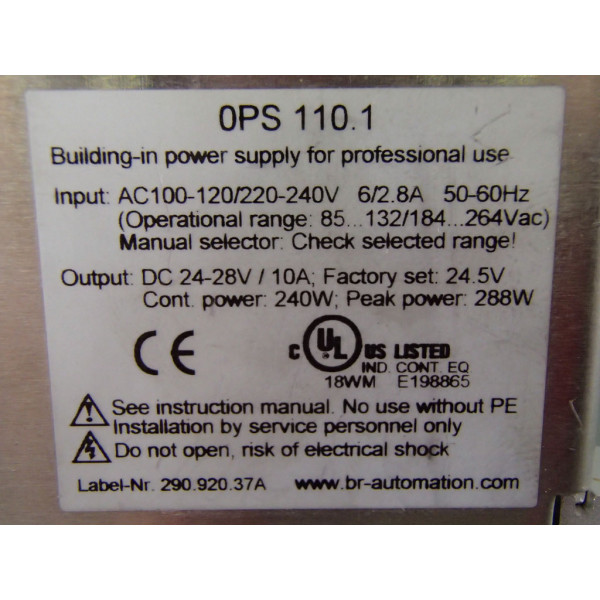 0PS 110.1
Building-in power supply for professional use
Input: AC100-120/220-240V 6/2.8A 50-60Hz
(Operational range: 85...132/184...264Vac)
Manual selector: Check selected range!
Output: DC 24-28V / 10A; Factory set: 24.5V
Cont. power: 240W; Peak power: 288W
CE
C UL US LISTED
IND. CONT. EQ
18WM E198865
See instruction manual. No use without PE
Installation by service personnel only
Do not open, risk of electrical shock
Label-Nr. 290.920.37A www.br-automation.com